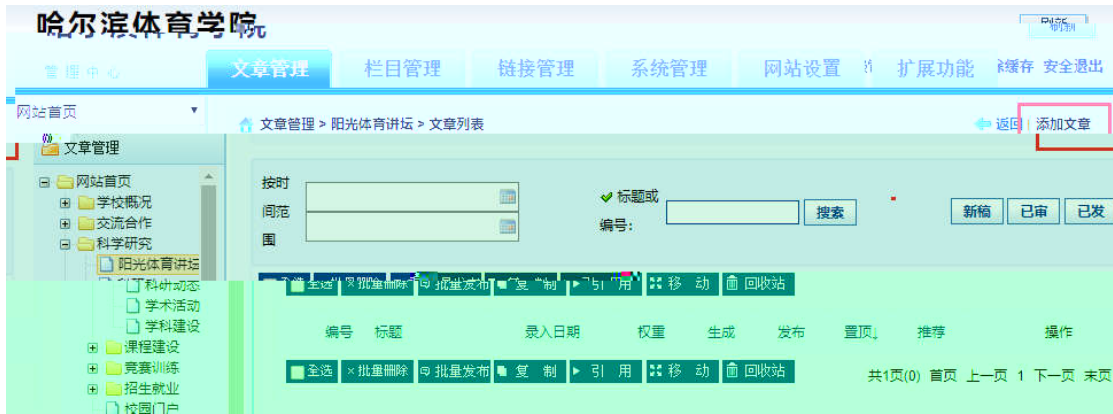 哈尔滨体育学院
刷新
管理中心 文章管理 栏目管理 链接管理 系统管理 网站设置 扩展功能 缓存 安全退出
网站首页
文章管理 > 阳光体育讲坛 > 文章列表 返回 | 添加文章
文章管理
网站首页
学校概况
交流合作
科学研究
阳光体育讲坛
科研动态
学术活动
学科建设
课程建设
竞赛训练
招生就业
校园门户
按时间范围
标题或编号:
搜索
新稿 已审 已发
全选 ×批量删除 批量发布 复 制 引 用 移 动 回收站
编号 标题 录入日期 权重 生成 发布 置顶↓ 推荐 操作
全选 ×批量删除 批量发布 复 制 引 用 移 动 回收站
共1页(0) 首页 上一页 1 下一页 末页